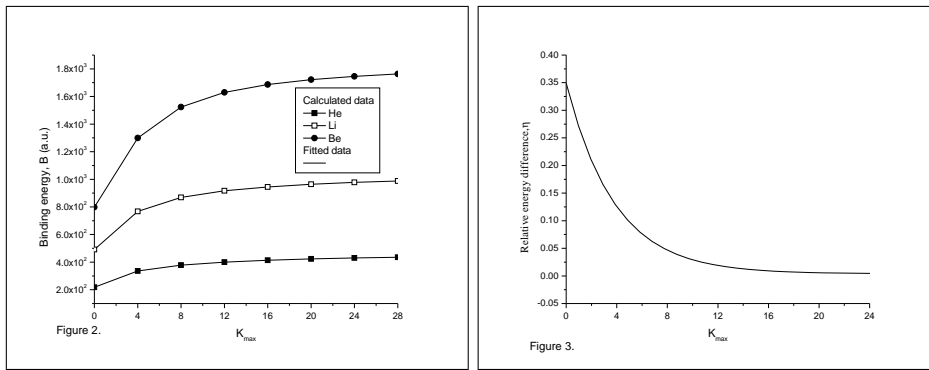 1.8x10³
1.6x10³
1.4x10³
1.2x10³
1.0x10³
8.0x10²
6.0x10²
4.0x10²
2.0x10²
Binding energy, B (a.u.)
Calculated data
He
Li
Be
Fitted data
0 4 8 12 16 20 24 28
K_max
Figure 2.
0.40
0.35
0.30
0.25
0.20
0.15
0.10
0.05
0.00
-0.05
Relative energy difference,η
0 4 8 12 16 20 24
K_max
Figure 3.